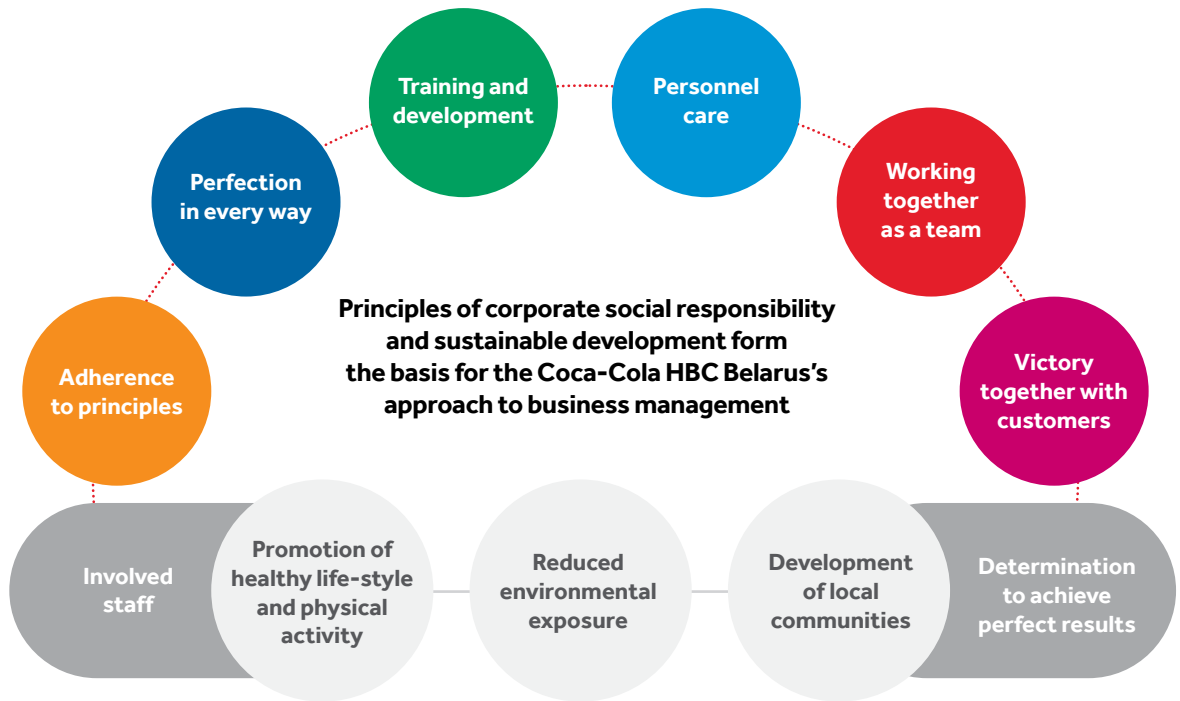 Training and
development
Personnel
care
Perfection
in every way
Working
together
as a team
Adherence
to principles
Victory
together with
customers
Principles of corporate social responsibility
and sustainable development form
the basis for the Coca-Cola HBC Belarus’s
approach to business management
Involved
staff
Promotion of
healthy life-style
and physical
activity
Reduced
environmental
exposure
Development
of local
communities
Determination
to achieve
perfect results